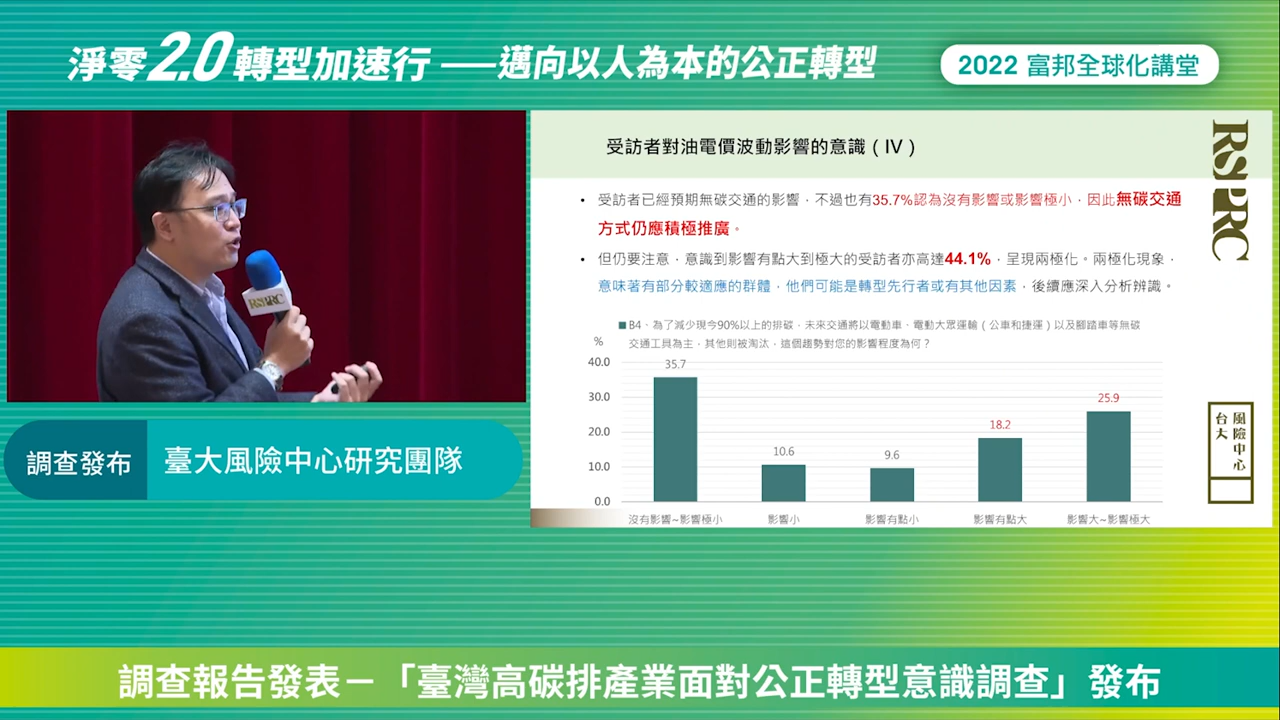 淨零2.0轉型加速行──邁向以人為本的公正轉型
2022 富邦全球化講堂
RSPRC
調查發布
臺大風險中心研究團隊
受訪者對油電價波動影響的意識（IV）
• 受訪者已經預期無碳交通的影響，不過也有35.7%認為沒有影響或影響極小，因此無碳交通
方式仍應積極推廣。
• 但仍要注意，意識到影響有點大到極大的受訪者亦高達44.1%，呈現兩極化。兩極化現象，
意味著有部分較適應的群體，他們可能是轉型先行者或有其他因素，後續應深入分析辨識。
B4、為了減少現今90%以上的排碳，未來交通將以電動車、電動大眾運輸（公車和捷運）以及腳踏車等無碳
交通工具為主，其他則被淘汰，這個趨勢對您的影響程度為何？
%
40.0
30.0
20.0
10.0
0.0
35.7
10.6
9.6
18.2
25.9
沒有影響~影響極小
影響小
影響有點小
影響有點大
影響大~影響極大
RSPRC
風險中心
台大
調查報告發表－「臺灣高碳排產業面對公正轉型意識調查」發布